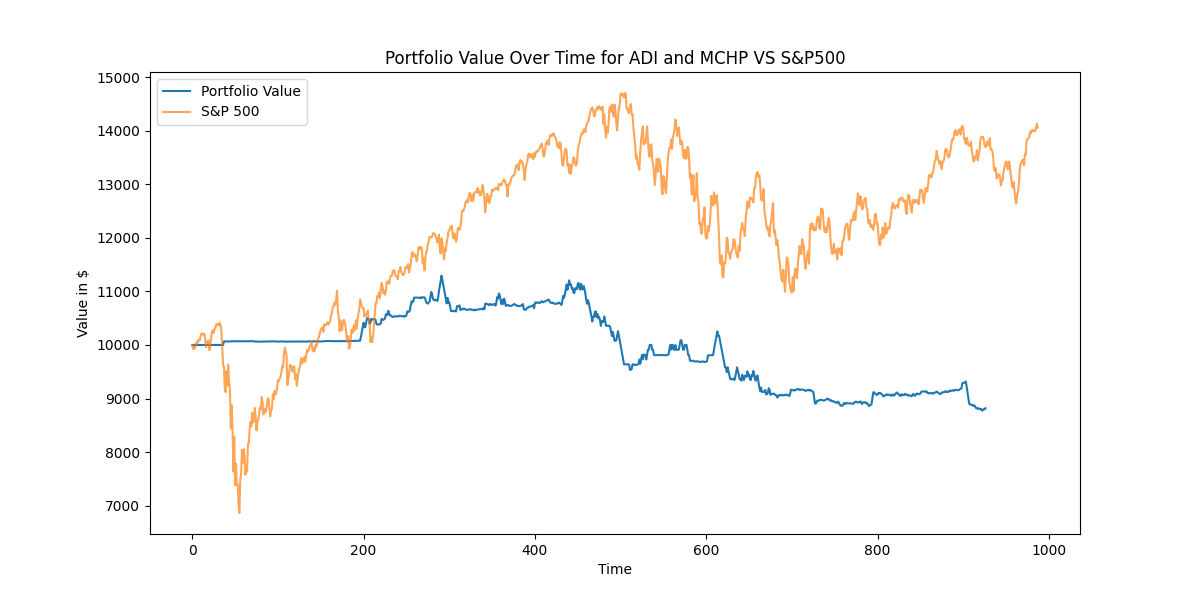 Portfolio Value Over Time for ADI and MCHP VS S&P500
15000
14000
13000
12000
11000
10000
9000
8000
7000
Value in $
Portfolio Value
S&P 500
0 200 400 600 800 1000
Time